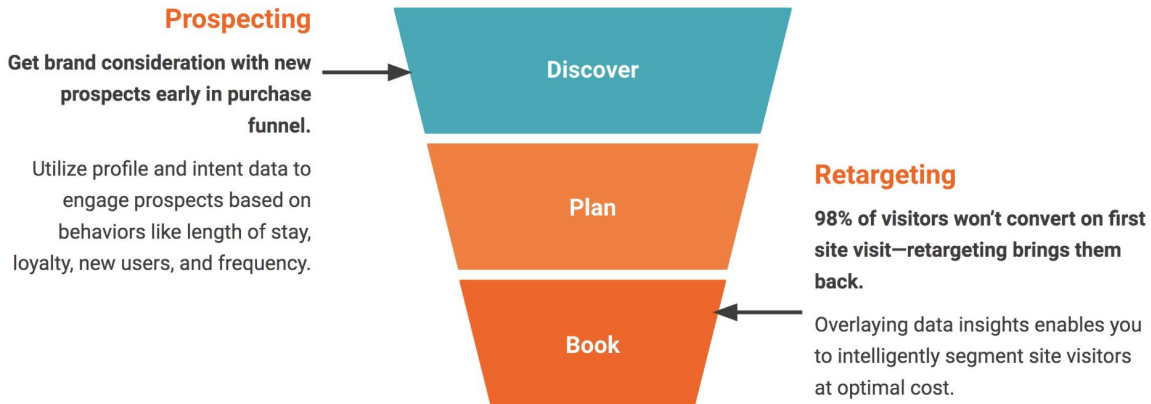 Prospecting
Get brand consideration with new
prospects early in purchase
funnel.
Utilize profile and intent data to
engage prospects based on
behaviors like length of stay,
loyalty, new users, and frequency.
Discover
Plan
Book
Retargeting
98% of visitors won’t convert on first
site visit—retargeting brings them
back.
Overlaying data insights enables you
to intelligently segment site visitors
at optimal cost.